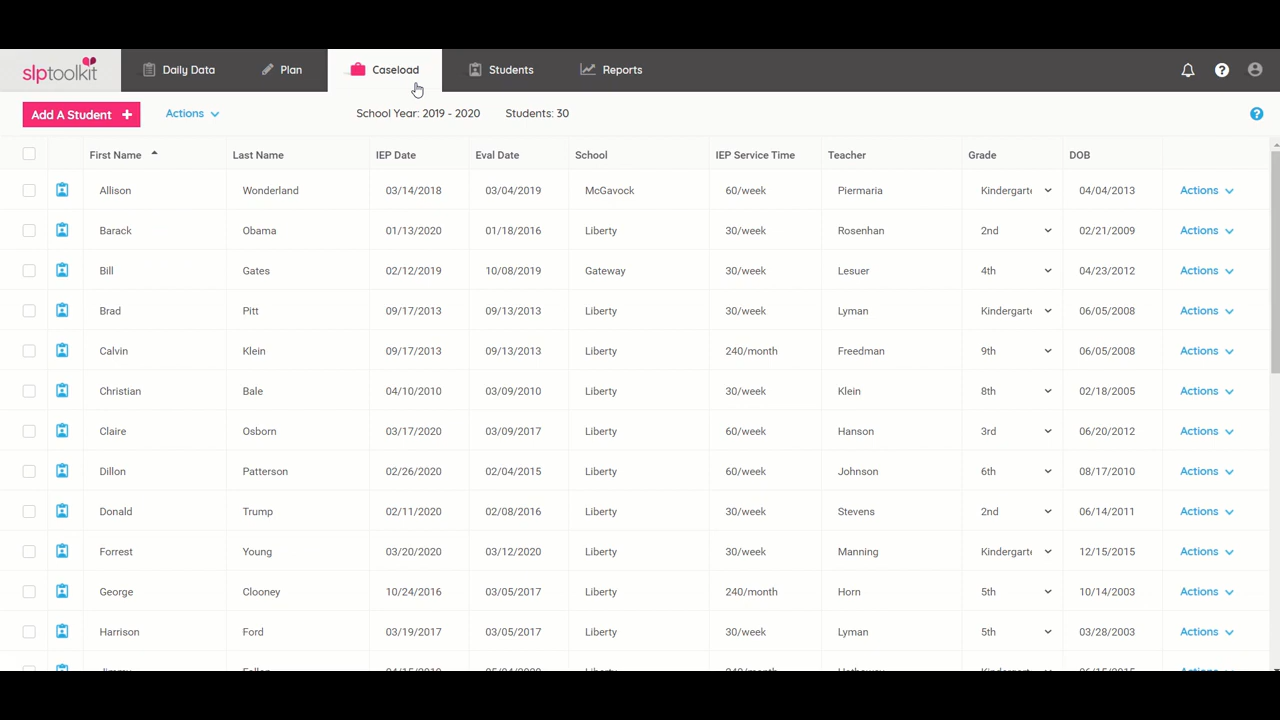 slptoolkit Daily Data Plan Caseload Students Reports
Add A Student + Actions School Year: 2019 - 2020 Students: 30
First Name Last Name IEP Date Eval Date School IEP Service Time Teacher Grade DOB
Allison Wonderland 03/14/2018 03/04/2019 McGavock 60/week Piermaria Kindergarte 04/04/2013 Actions
Barack Obama 01/13/2020 01/18/2016 Liberty 30/week Rosenhan 2nd 02/21/2009 Actions
Bill Gates 02/12/2019 10/08/2019 Gateway 30/week Lesuer 4th 04/23/2012 Actions
Brad Pitt 09/17/2013 09/13/2013 Liberty 30/week Lyman Kindergarte 06/05/2008 Actions
Calvin Klein 09/17/2013 09/13/2013 Liberty 240/month Freedman 9th 06/05/2008 Actions
Christian Bale 04/10/2010 03/09/2010 Liberty 30/week Klein 8th 02/18/2005 Actions
Claire Osborn 03/17/2020 03/09/2017 Liberty 60/week Hanson 3rd 06/20/2012 Actions
Dillon Patterson 02/26/2020 02/04/2015 Liberty 60/week Johnson 6th 08/17/2010 Actions
Donald Trump 02/11/2020 02/08/2016 Liberty 30/week Stevens 2nd 06/14/2011 Actions
Forrest Young 03/20/2020 03/12/2020 Liberty 30/week Manning Kindergarte 12/15/2015 Actions
George Clooney 10/24/2016 03/05/2017 Liberty 240/month Horn 5th 10/14/2003 Actions
Harrison Ford 03/19/2017 03/05/2017 Liberty 30/week Lyman 5th 03/28/2003 Actions